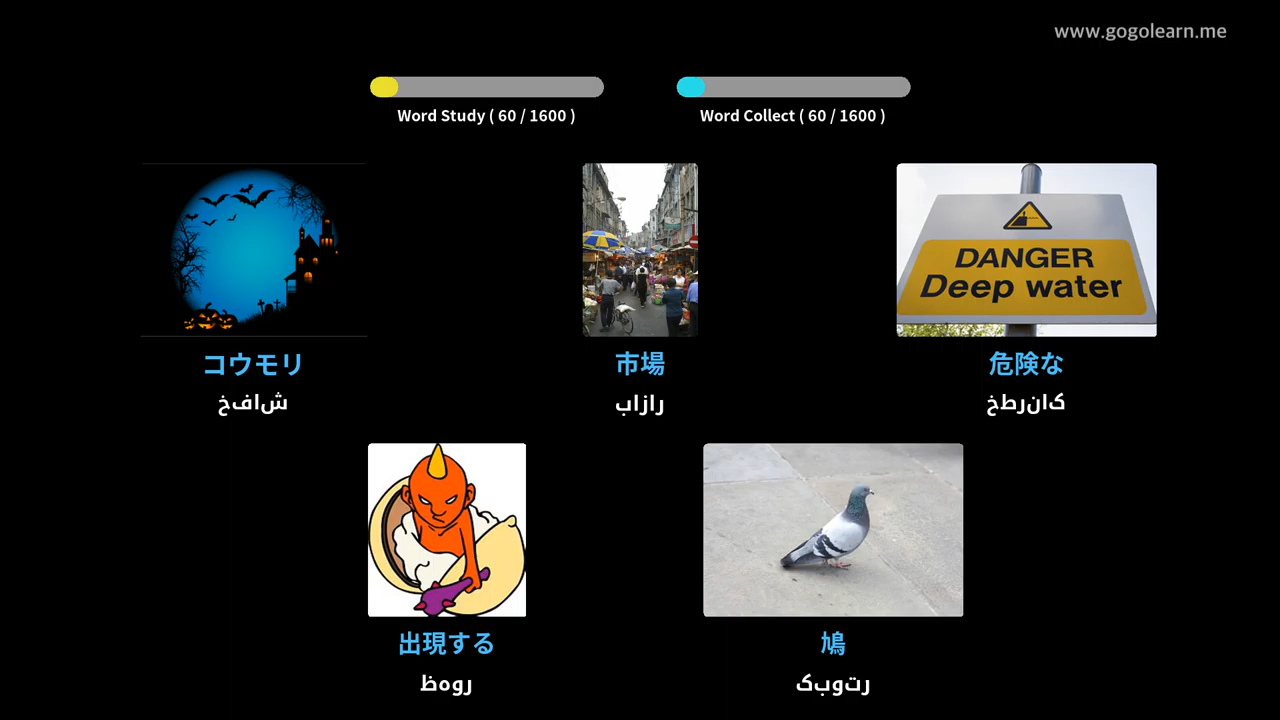 www.gogolearn.me
Word Study ( 60 / 1600 )
Word Collect ( 60 / 1600 )
DANGER
Deep water
コウモリ
市場
危険な
شافخ
رازاب
کانرطخ
出現する
鳩
روهظ
رتوبک